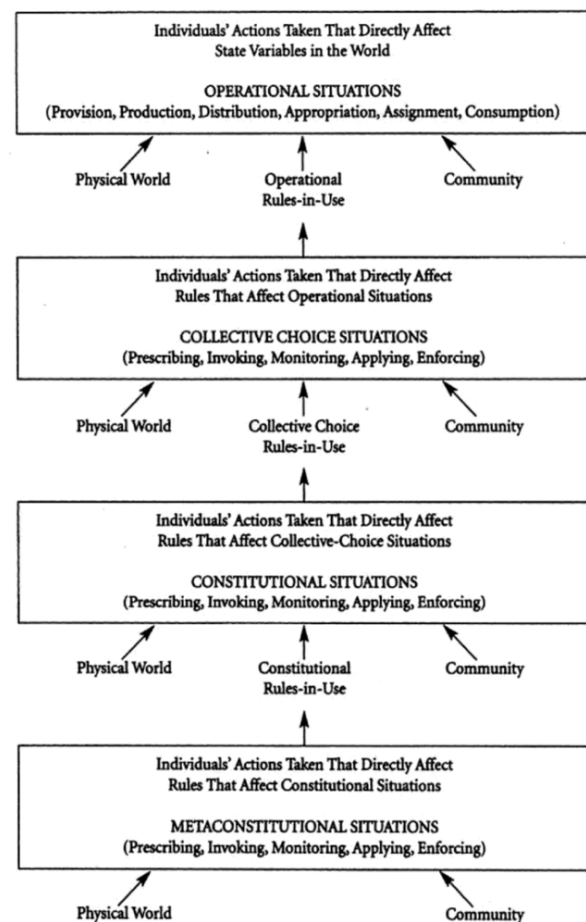 Individuals' Actions Taken That Directly Affect
State Variables in the World
OPERATIONAL SITUATIONS
(Provision, Production, Distribution, Appropriation, Assignment, Consumption)
Physical World
Operational
Rules-in-Use
Community
Individuals' Actions Taken That Directly Affect
Rules That Affect Operational Situations
COLLECTIVE CHOICE SITUATIONS
(Prescribing, Invoking, Monitoring, Applying, Enforcing)
Physical World
Collective Choice
Rules-in-Use
Community
Individuals' Actions Taken That Directly Affect
Rules That Affect Collective-Choice Situations
CONSTITUTIONAL SITUATIONS
(Prescribing, Invoking, Monitoring, Applying, Enforcing)
Physical World
Constitutional
Rules-in-Use
Community
Individuals' Actions Taken That Directly Affect
Rules That Affect Constitutional Situations
METACONSTITUTIONAL SITUATIONS
(Prescribing, Invoking, Monitoring, Applying, Enforcing)
Physical World
Community